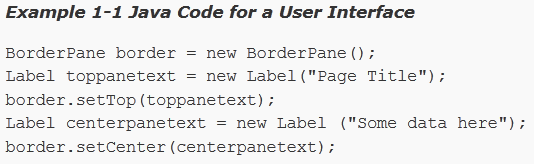 Example 1-1 Java Code for a User Interface
BorderPane border = new BorderPane();
Label toppanetext = new Label("Page Title");
border.setTop(toppanetext);
Label centerpanetext = new Label ("Some data here");
border.setCenter(centerpanetext);